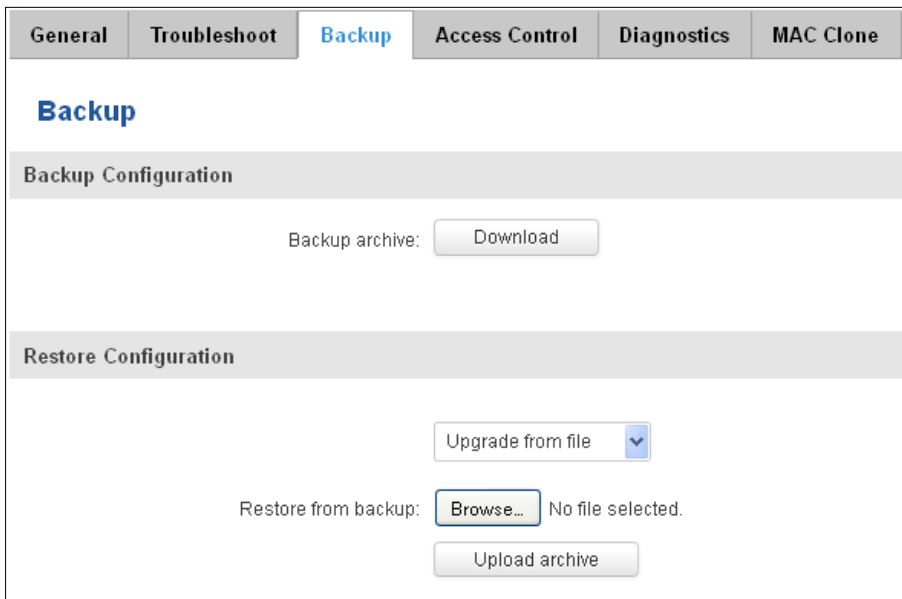 General Troubleshoot Backup Access Control Diagnostics MAC Clone
Backup
Backup Configuration
Backup archive: Download
Restore Configuration
Upgrade from file
Restore from backup: Browse... No file selected.
Upload archive